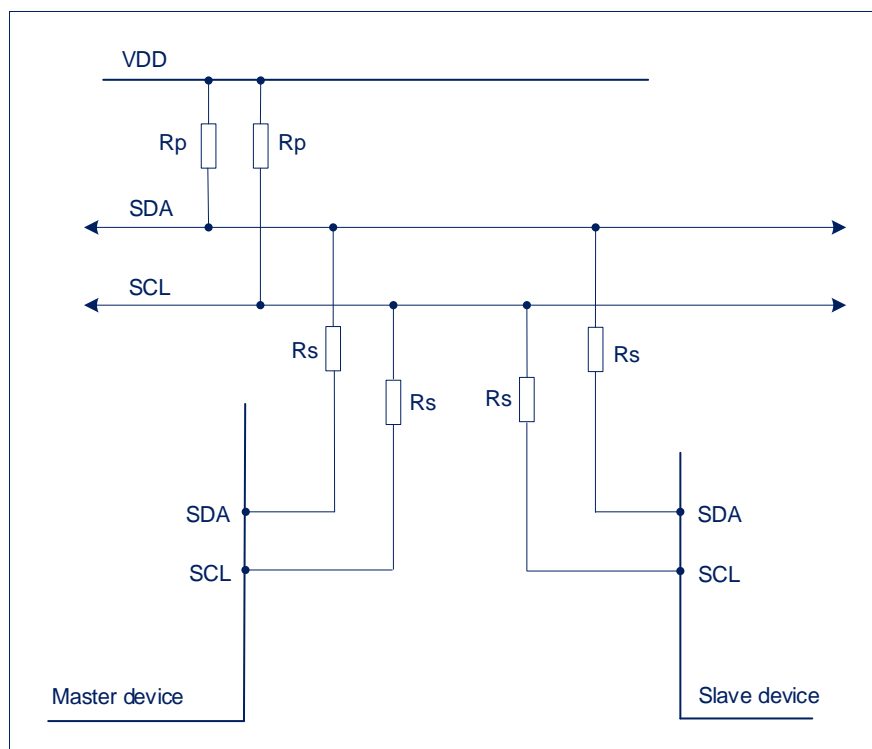 VDD
Rp
Rp
SDA
SCL
Rs
Rs
Rs
Rs
SDA
SDA
SCL
SCL
Master device
Slave device